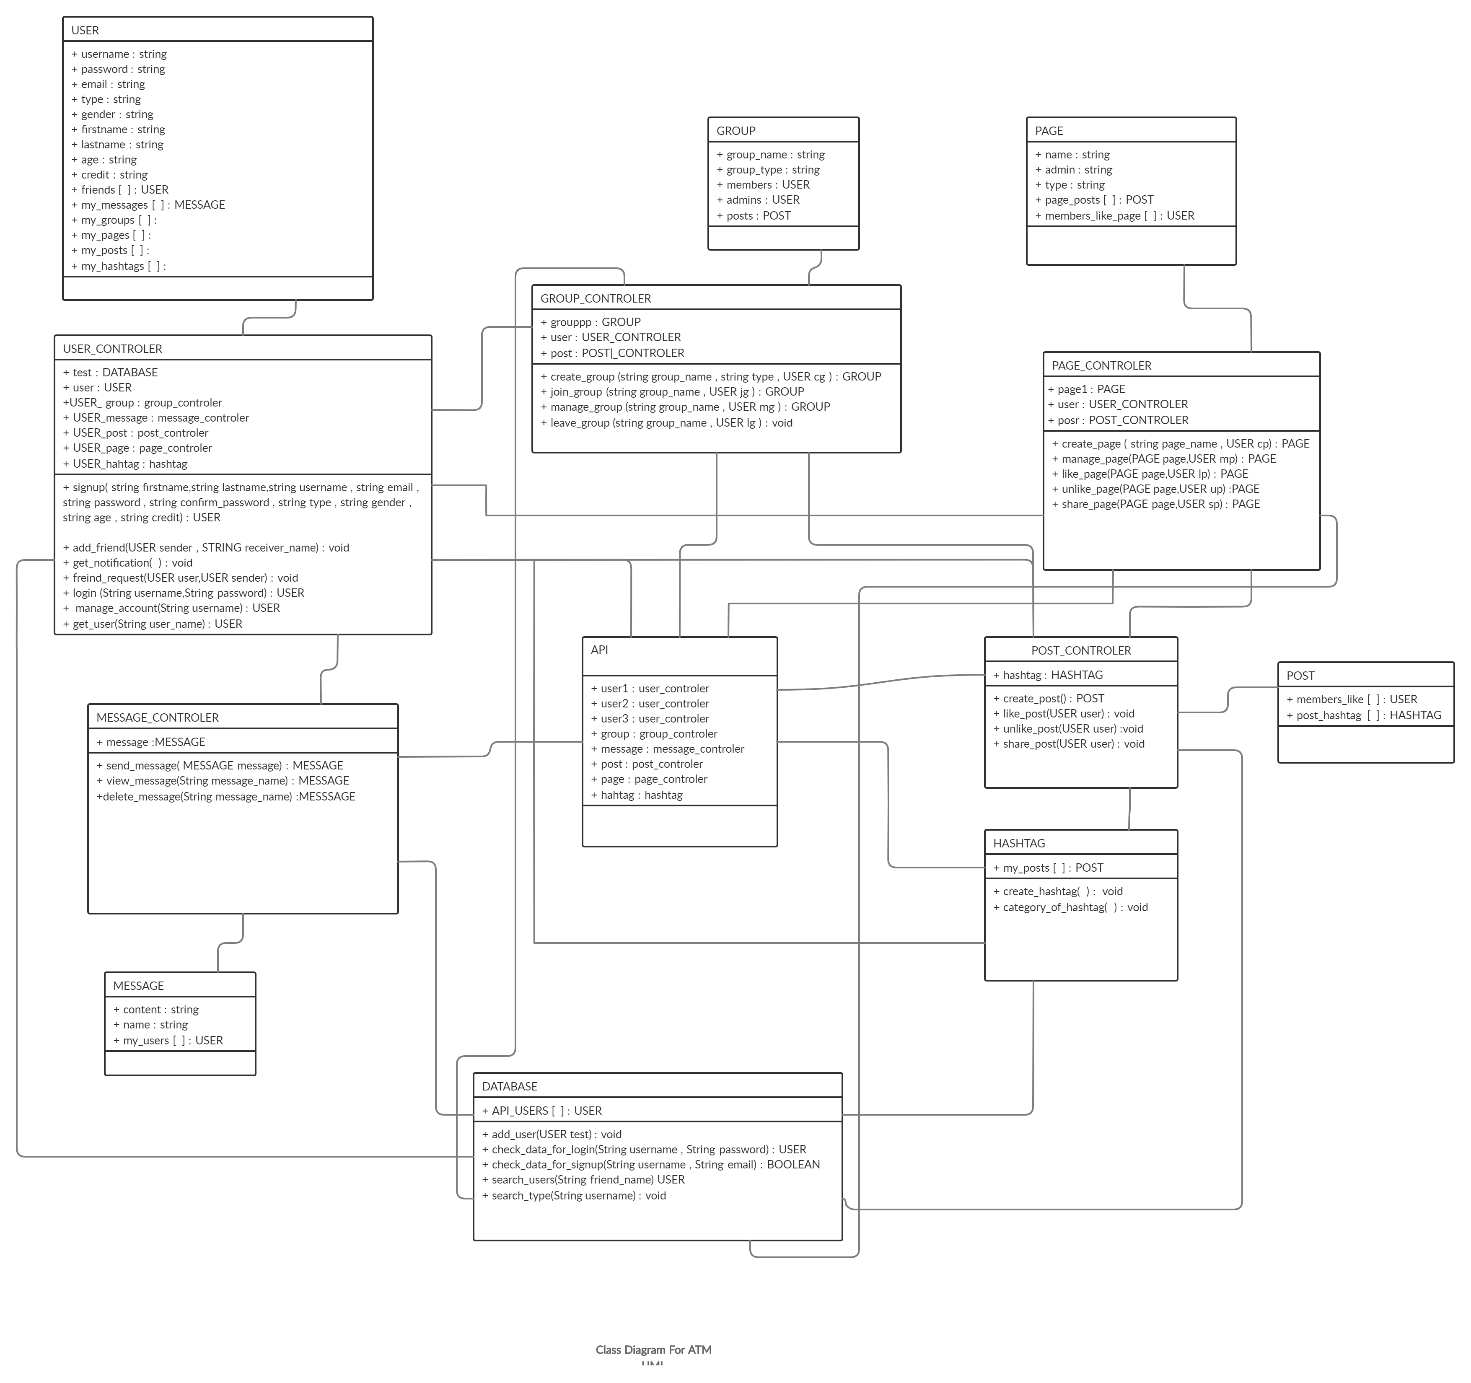 USER
+ username : string
+ password : string
+ email : string
+ type : string
+ gender : string
+ firstname : string
+ lastname : string
+ age : string
+ credit : string
+ friends [  ] : USER
+ my_messages [  ] : MESSAGE
+ my_groups [  ] :
+ my_pages [  ] :
+ my_posts [  ] :
+ my_hashtags [  ] :
GROUP
+ group_name : string
+ group_type : string
+ members : USER
+ admins : USER
+ posts : POST
PAGE
+ name : string
+ admin : string
+ type : string
+ page_posts [  ] : POST
+ members_like_page [  ] : USER
USER_CONTROLER
+ test : DATABASE
+ user : USER
+USER_ group : group_controler
+ USER_message : message_controler
+ USER_post : post_controler
+ USER_page : page_controler
+ USER_hahtag : hashtag
+ signup( string firstname,string lastname,string username , string email ,
string password , string confirm_password , string type , string gender ,
string age , string credit) : USER
+ add_friend(USER sender , STRING receiver_name) : void
+ get_notification(  ) : void
+ freind_request(USER user,USER sender) : void
+ login (String username,String password) : USER
+  manage_account(String username) : USER
+ get_user(String user_name) : USER
GROUP_CONTROLER
+ grouppp : GROUP
+ user : USER_CONTROLER
+ post : POST|_CONTROLER
+ create_group (string group_name , string type , USER cg ) : GROUP
+ join_group (string group_name , USER jg ) : GROUP
+ manage_group (string group_name , USER mg ) : GROUP
+ leave_group (string group_name , USER lg ) : void
PAGE_CONTROLER
+ page1 : PAGE
+ user : USER_CONTROLER
+ posr : POST_CONTROLER
+ create_page ( string page_name , USER cp) : PAGE
+ manage_page(PAGE page,USER mp) : PAGE
+ like_page(PAGE page,USER lp) : PAGE
+ unlike_page(PAGE page,USER up) :PAGE
+ share_page(PAGE page,USER sp) : PAGE
API
+ user1 : user_controler
+ user2 : user_controler
+ user3 : user_controler
+ group : group_controler
+ message : message_controler
+ post : post_controler
+ page : page_controler
+ hahtag : hashtag
POST_CONTROLER
+ hashtag : HASHTAG
+ create_post() : POST
+ like_post(USER user) : void
+ unlike_post(USER user) :void
+ share_post(USER user) : void
POST
+ members_like [  ] : USER
+ post_hashtag  [  ] : HASHTAG
MESSAGE_CONTROLER
+ message :MESSAGE
+ send_message( MESSAGE message) : MESSAGE
+ view_message(String message_name) : MESSAGE
+delete_message(String message_name) :MESSSAGE
HASHTAG
+ my_posts [  ] : POST
+ create_hashtag(  ) :  void
+ category_of_hashtag(  ) : void
MESSAGE
+ content : string
+ name : string
+ my_users [  ] : USER
DATABASE
+ API_USERS [  ] : USER
+ add_user(USER test) : void
+ check_data_for_login(String username , String password) : USER
+ check_data_for_signup(String username , String email) : BOOLEAN
+ search_users(String friend_name) USER
+ search_type(String username) : void
Class Diagram For ATM